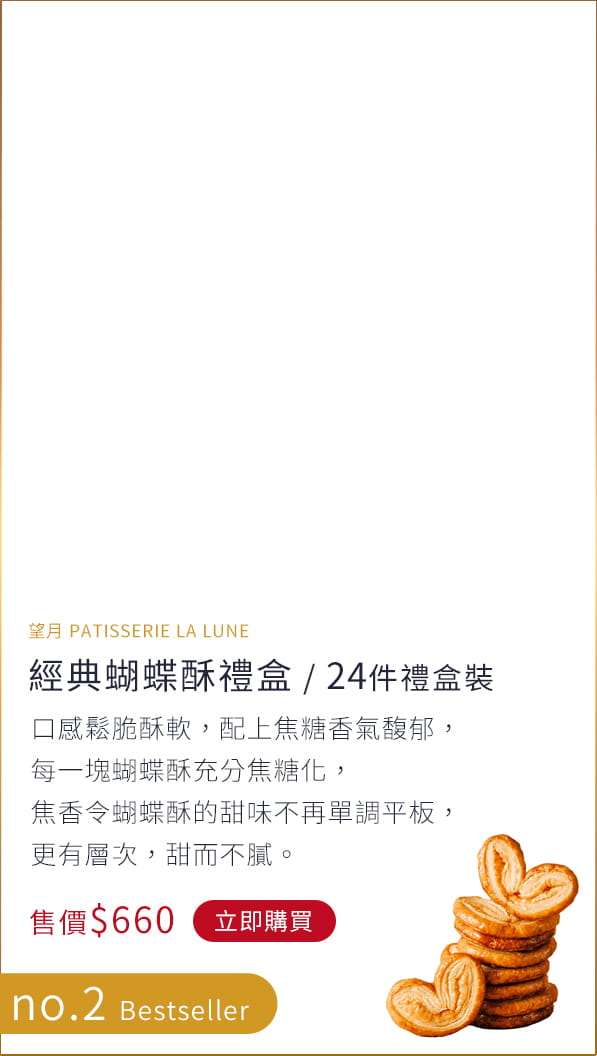 望月 PATISSERIE LA LUNE
經典蝴蝶酥禮盒 / 24件禮盒裝
口感鬆脆酥軟，配上焦糖香氣馥郁，
每一塊蝴蝶酥充分焦糖化，
焦香令蝴蝶酥的甜味不再單調平板，
更有層次，甜而不膩。
售價$660 立即購買
no.2 Bestseller